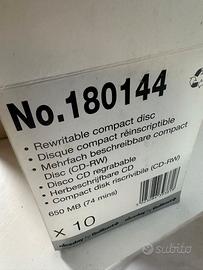 No.180144
• Rewritable compact disc
• Disque compact réinscriptible
• Mehrfach beschreibbare compact
Disc (CD-RW)
• Disco CD regrabable
• Herbeschrijfbare CD
• Compact disk riscrivibile (CD-RW)
650 MB (74 mins)
x 10
subito